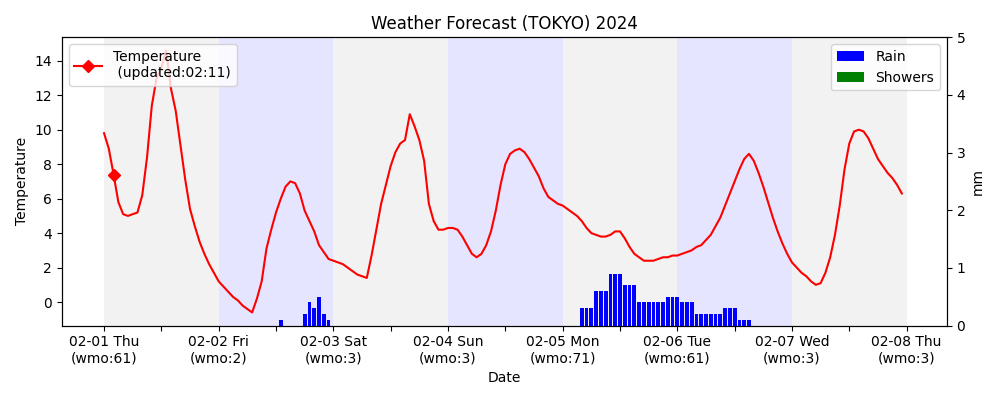 Weather Forecast (TOKYO) 2024
Temperature
(updated:02:11)
Rain
Showers
Temperature
14
12
10
8
6
4
2
0
5
4
3
2
1
0
mm
02-01 Thu
(wmo:61)
02-02 Fri
(wmo:2)
02-03 Sat
(wmo:3)
02-04 Sun
(wmo:3)
02-05 Mon
(wmo:71)
02-06 Tue
(wmo:61)
02-07 Wed
(wmo:3)
02-08 Thu
(wmo:3)
Date